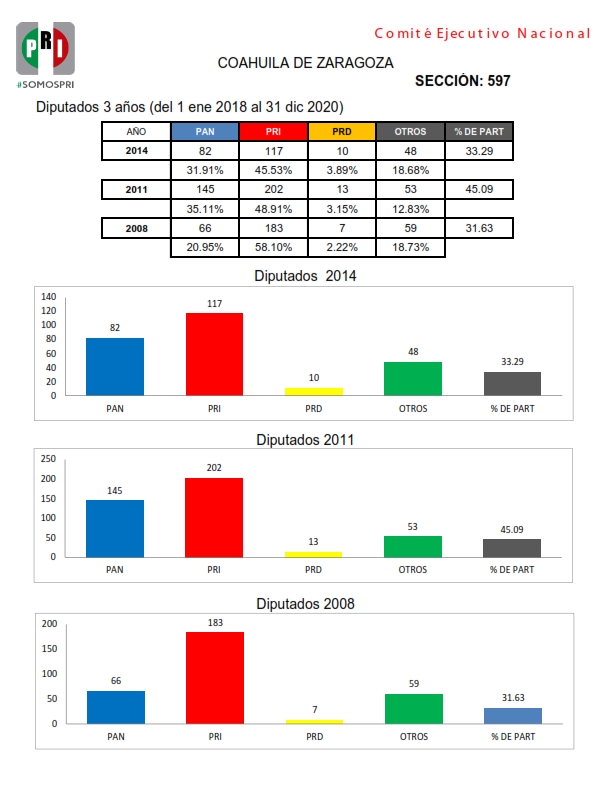 Comité Ejecutivo Nacional
PRI
#SOMOSPRI
COAHUILA DE ZARAGOZA
SECCIÓN: 597
Diputados 3 años (del 1 ene 2018 al 31 dic 2020)
AÑO PAN PRI PRD OTROS % DE PART
2014 82 117 10 48 33.29
31.91% 45.53% 3.89% 18.68%
2011 145 202 13 53 45.09
35.11% 48.91% 3.15% 12.83%
2008 66 183 7 59 31.63
20.95% 58.10% 2.22% 18.73%
Diputados 2014
140
120
100
80
60
40
20
0
82 117 10 48 33.29
PAN PRI PRD OTROS % DE PART
Diputados 2011
250
200
150
100
50
0
145 202 13 53 45.09
PAN PRI PRD OTROS % DE PART
Diputados 2008
200
150
100
50
0
66 183 7 59 31.63
PAN PRI PRD OTROS % DE PART